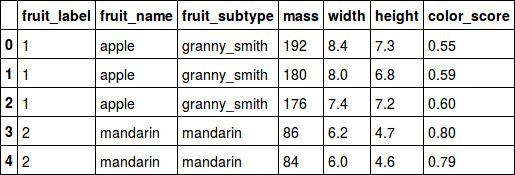 fruit_label fruit_name fruit_subtype mass width height color_score
0 1 apple granny_smith 192 8.4 7.3 0.55
1 1 apple granny_smith 180 8.0 6.8 0.59
2 1 apple granny_smith 176 7.4 7.2 0.60
3 2 mandarin mandarin 86 6.2 4.7 0.80
4 2 mandarin mandarin 84 6.0 4.6 0.79